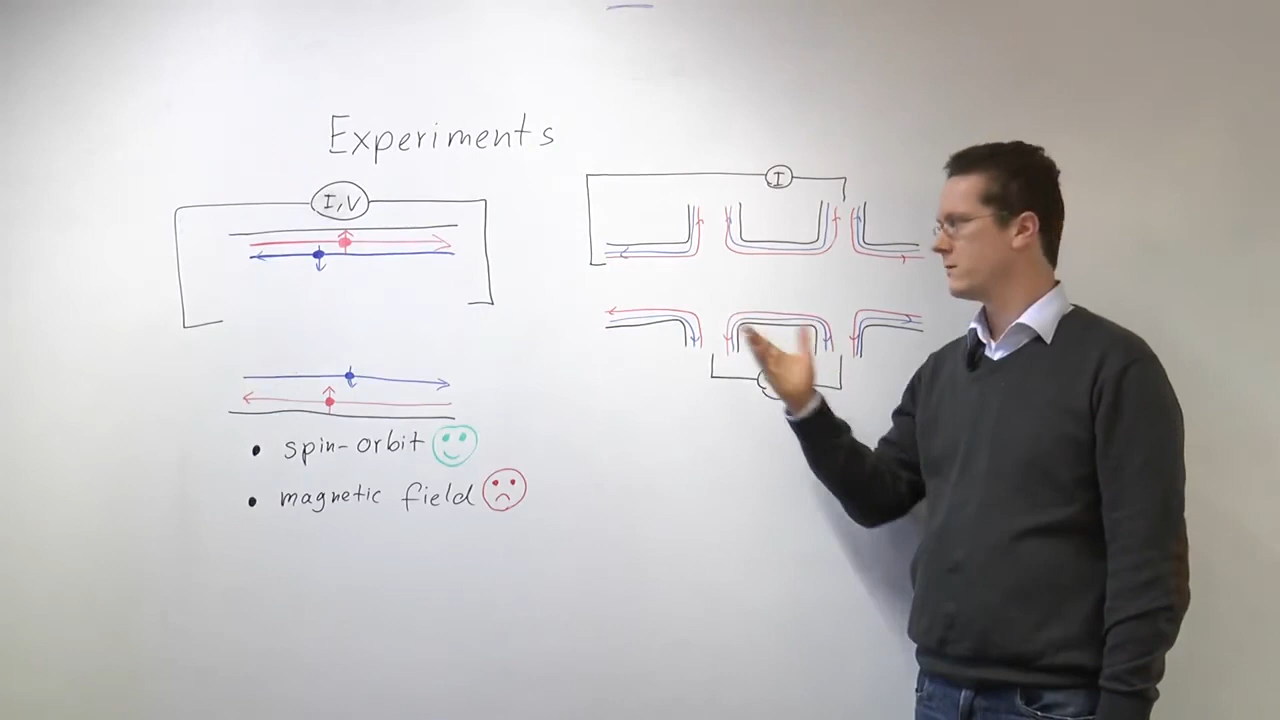 Experiments
I, V
I
• spin-orbit
• magnetic field